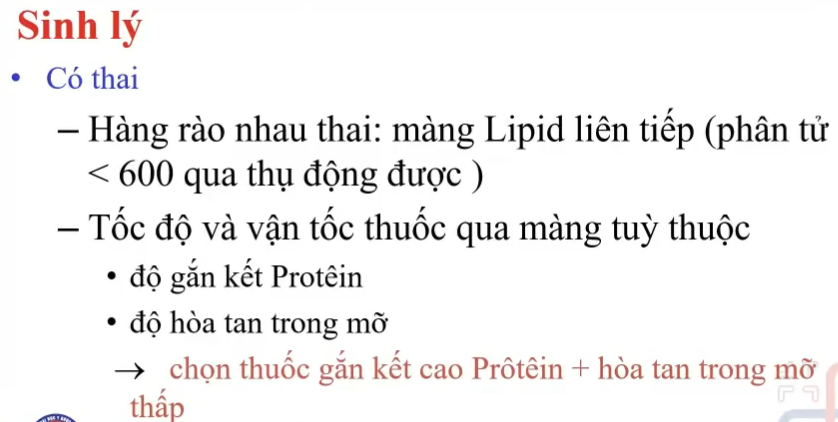 Sinh lý
• Có thai
– Hàng rào nhau thai: màng Lipid liên tiếp (phân tử
< 600 qua thụ động được )
– Tốc độ và vận tốc thuốc qua màng tuỳ thuộc
• độ gắn kết Protêin
• độ hòa tan trong mỡ
→ chọn thuốc gắn kết cao Prôtêin + hòa tan trong mỡ
thấp